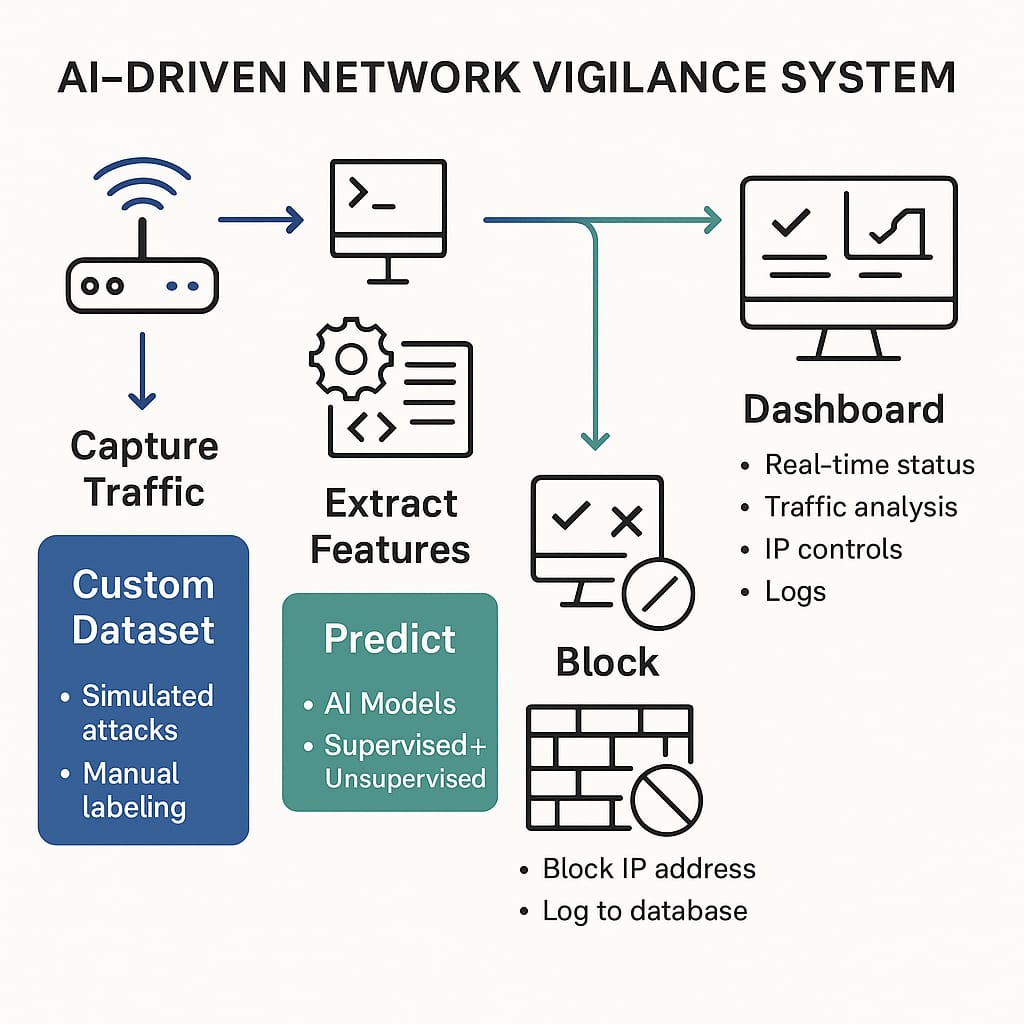 AI–DRIVEN NETWORK VIGILANCE SYSTEM
>_
Capture
Traffic
Custom
Dataset
• Simulated
attacks
• Manual
labeling
<>
Extract
Features
Predict
• AI Models
• Supervised+
Unsupervised
Block
• Block IP address
• Log to database
Dashboard
• Real-time status
• Traffic analysis
• IP controls
• Logs